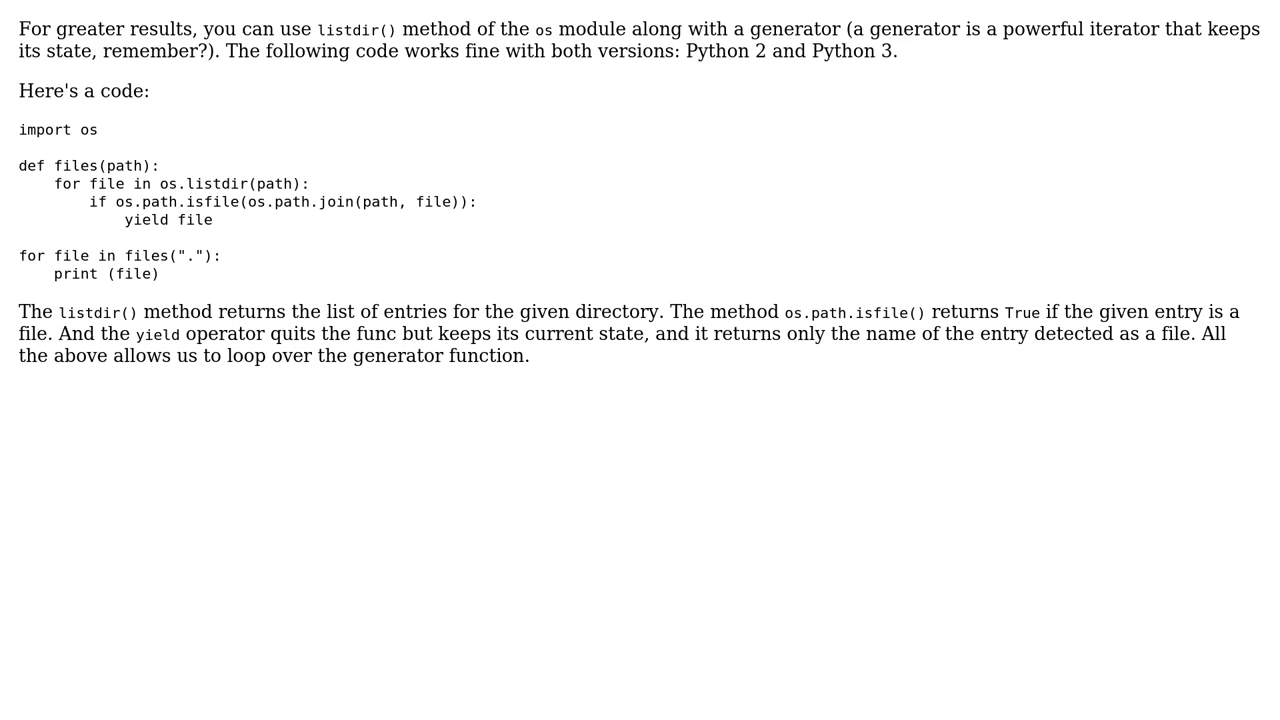 For greater results, you can use listdir() method of the os module along with a generator (a generator is a powerful iterator that keeps
its state, remember?). The following code works fine with both versions: Python 2 and Python 3.
Here's a code:
import os
def files(path):
    for file in os.listdir(path):
        if os.path.isfile(os.path.join(path, file)):
            yield file
for file in files("."):
    print (file)
The listdir() method returns the list of entries for the given directory. The method os.path.isfile() returns True if the given entry is a
file. And the yield operator quits the func but keeps its current state, and it returns only the name of the entry detected as a file. All
the above allows us to loop over the generator function.